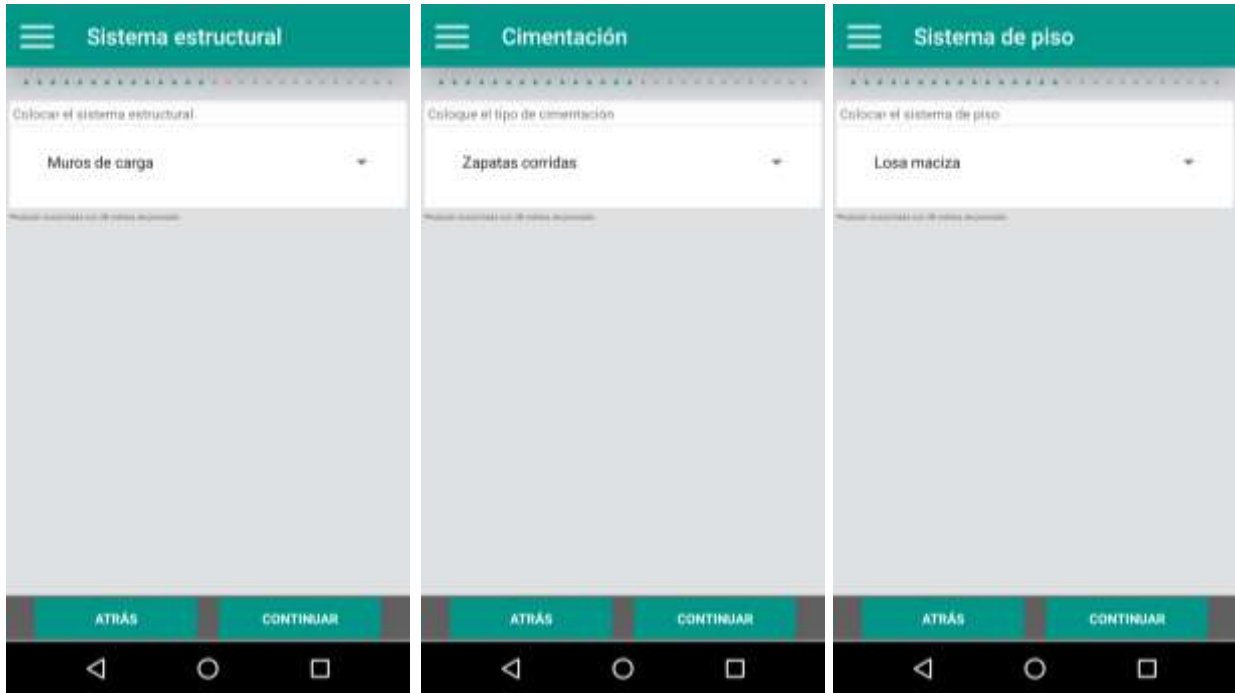 Sistema estructural
Colocar el sistema estructural
Muros de carga
ATRÁS CONTINUAR
Cimentación
Coloque el tipo de cimentación
Zapatas corridas
ATRÁS CONTINUAR
Sistema de piso
Colocar el sistema de piso
Losa maciza
ATRÁS CONTINUAR